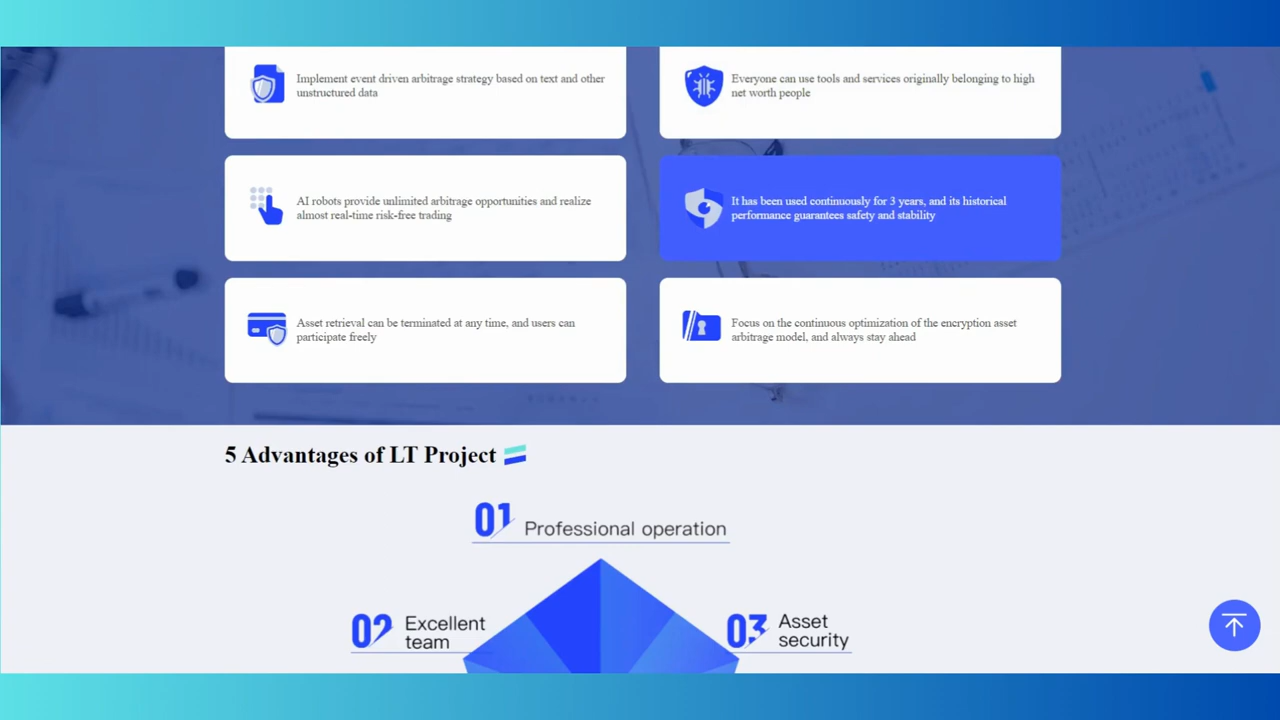 Implement event driven arbitrage strategy based on text and other
unstructured data
Everyone can use tools and services originally belonging to high
net worth people
AI robots provide unlimited arbitrage opportunities and realize
almost real-time risk-free trading
It has been used continuously for 3 years, and its historical
performance guarantees safety and stability
Asset retrieval can be terminated at any time, and users can
participate freely
Focus on the continuous optimization of the encryption asset
arbitrage model, and always stay ahead
5 Advantages of LT Project
01 Professional operation
02 Excellent
team
03 Asset
security